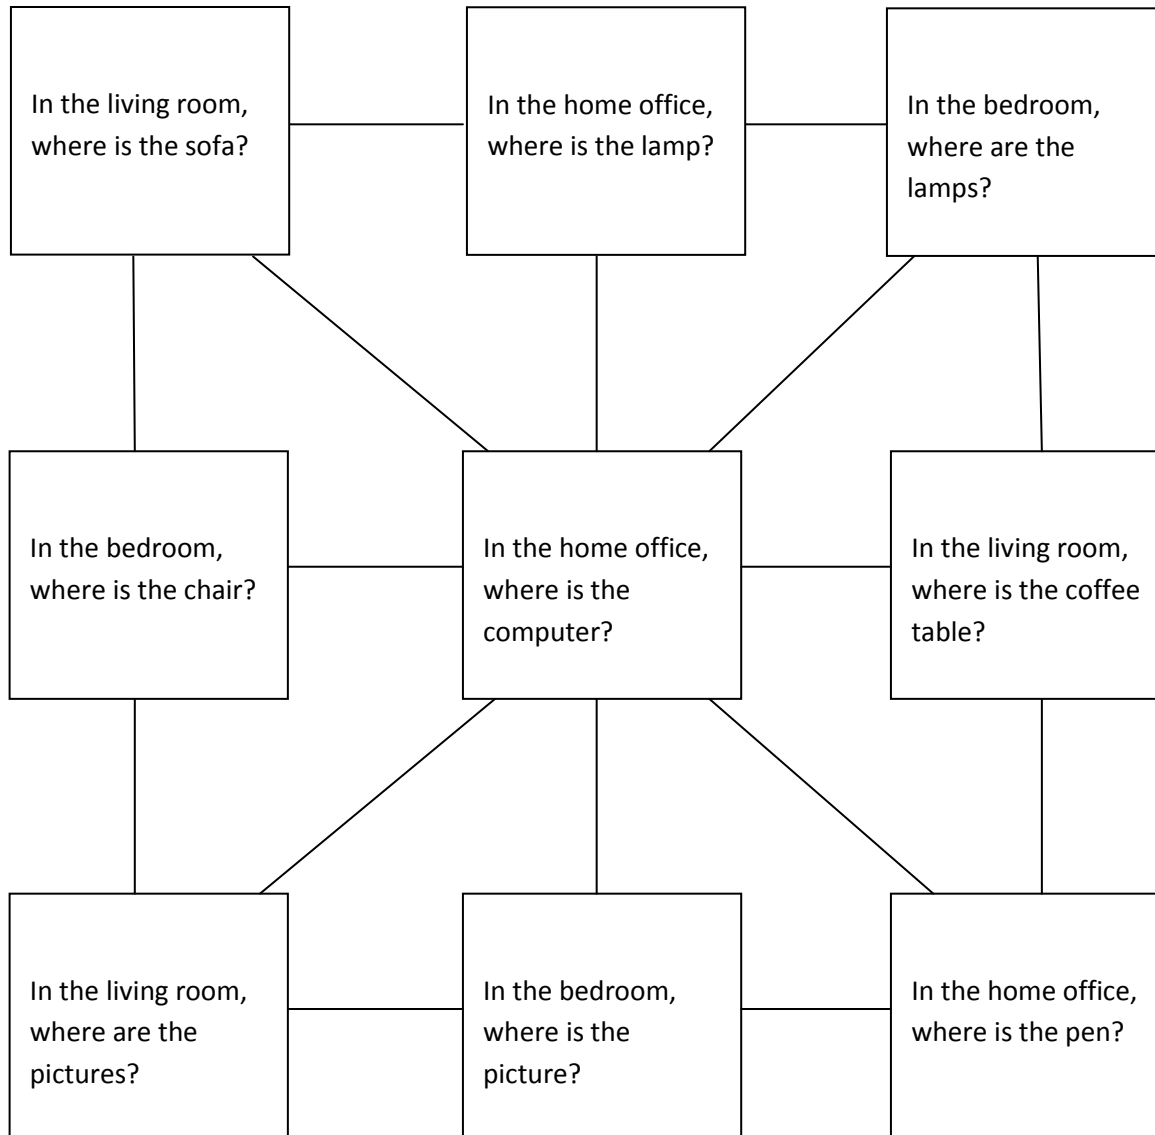 In the living room,
where is the sofa?
In the home office,
where is the lamp?
In the bedroom,
where are the
lamps?
In the bedroom,
where is the chair?
In the home office,
where is the
computer?
In the living room,
where is the coffee
table?
In the living room,
where are the
pictures?
In the bedroom,
where is the
picture?
In the home office,
where is the pen?